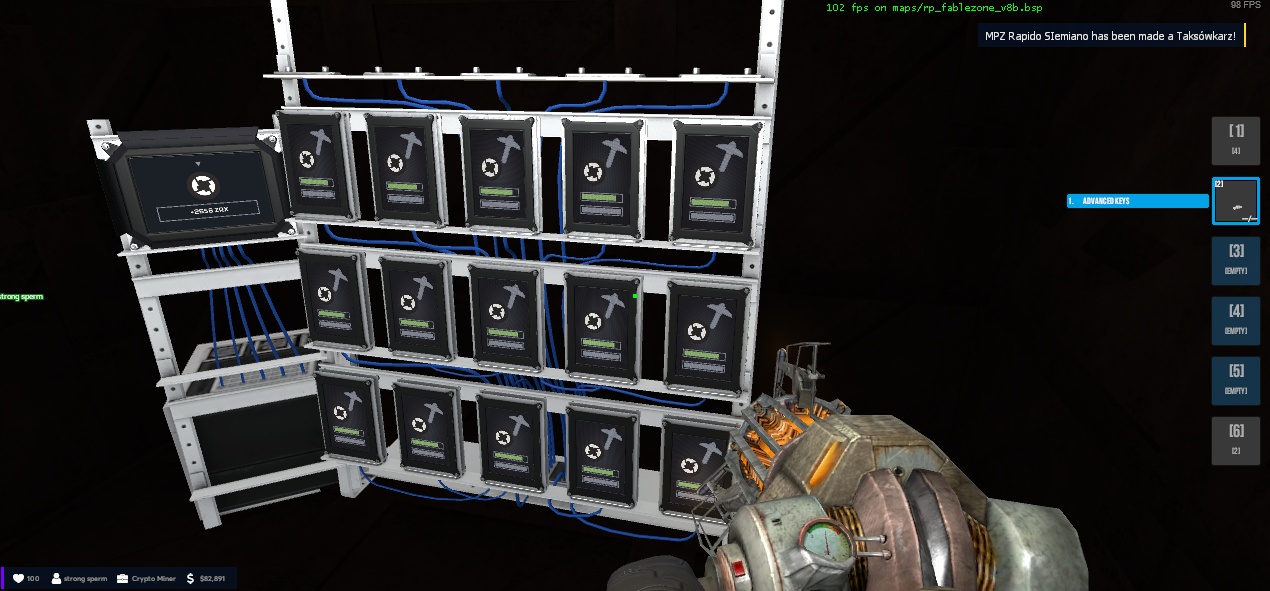 98 FPS
102 fps on maps/rp_fablezone_v8b.bsp
MPZ Rapido SIemiano has been made a Taksówkarz!
[1]
[4]
[2]
1. ADVANCED KEYS
--/--
+2656 ZRX
[3]
[EMPTY]
strong sperm
[4]
[EMPTY]
[5]
[EMPTY]
[6]
[2]
100 strong sperm Crypto Miner $ $82,891